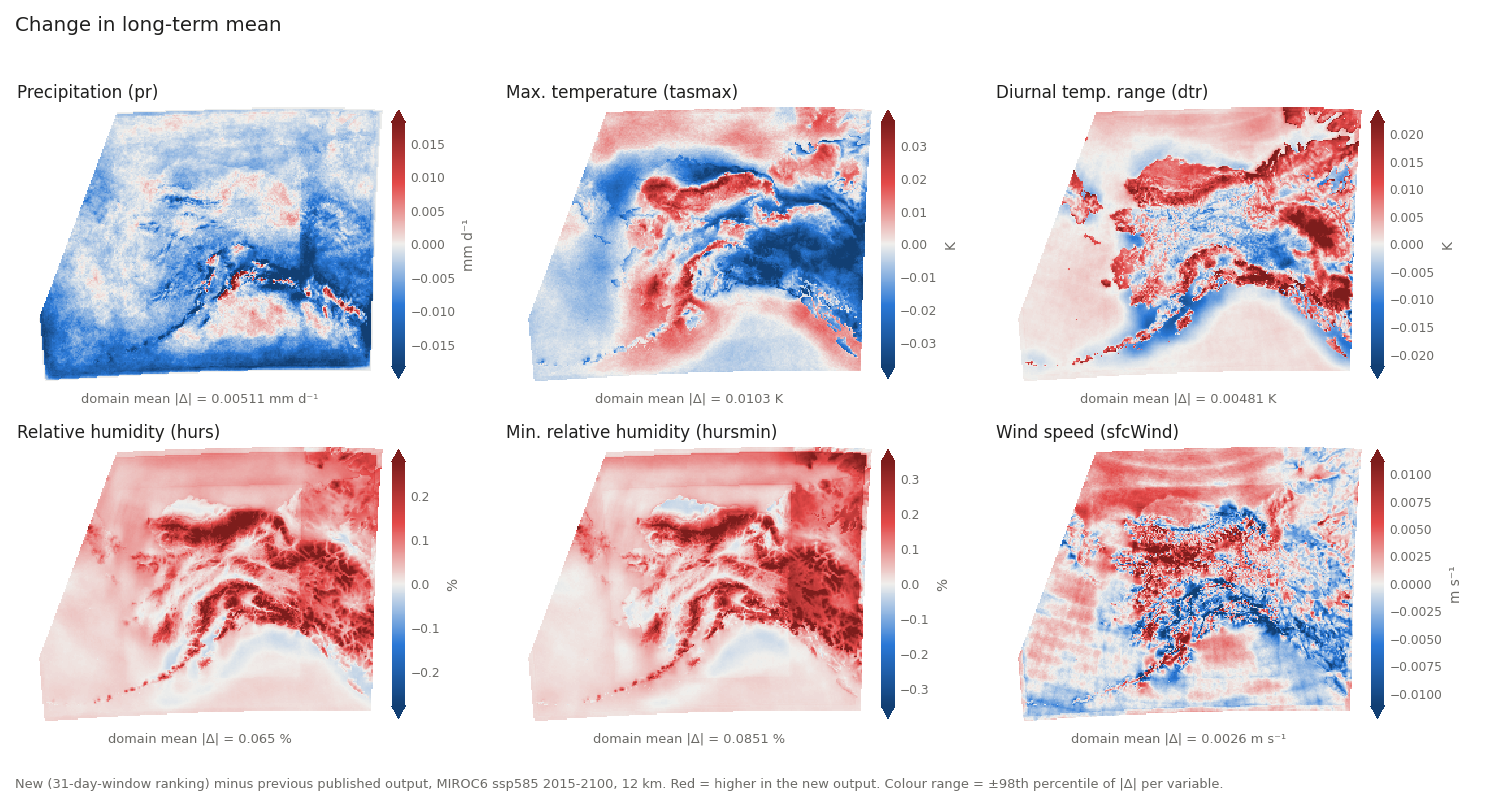 Change in long-term mean
Precipitation (pr)
0.015
0.010
0.005
0.000
−0.005
−0.010
−0.015
mm d⁻¹
domain mean |Δ| = 0.00511 mm d⁻¹
Max. temperature (tasmax)
0.03
0.02
0.01
0.00
−0.01
−0.02
−0.03
K
domain mean |Δ| = 0.0103 K
Diurnal temp. range (dtr)
0.020
0.015
0.010
0.005
0.000
−0.005
−0.010
−0.015
−0.020
K
domain mean |Δ| = 0.00481 K
Relative humidity (hurs)
0.2
0.1
0.0
−0.1
−0.2
%
domain mean |Δ| = 0.065 %
Min. relative humidity (hursmin)
0.3
0.2
0.1
0.0
−0.1
−0.2
−0.3
%
domain mean |Δ| = 0.0851 %
Wind speed (sfcWind)
0.0100
0.0075
0.0050
0.0025
0.0000
−0.0025
−0.0050
−0.0075
−0.0100
m s⁻¹
domain mean |Δ| = 0.0026 m s⁻¹
New (31-day-window ranking) minus previous published output, MIROC6 ssp585 2015-2100, 12 km. Red = higher in the new output. Colour range = ±98th percentile of |Δ| per variable.